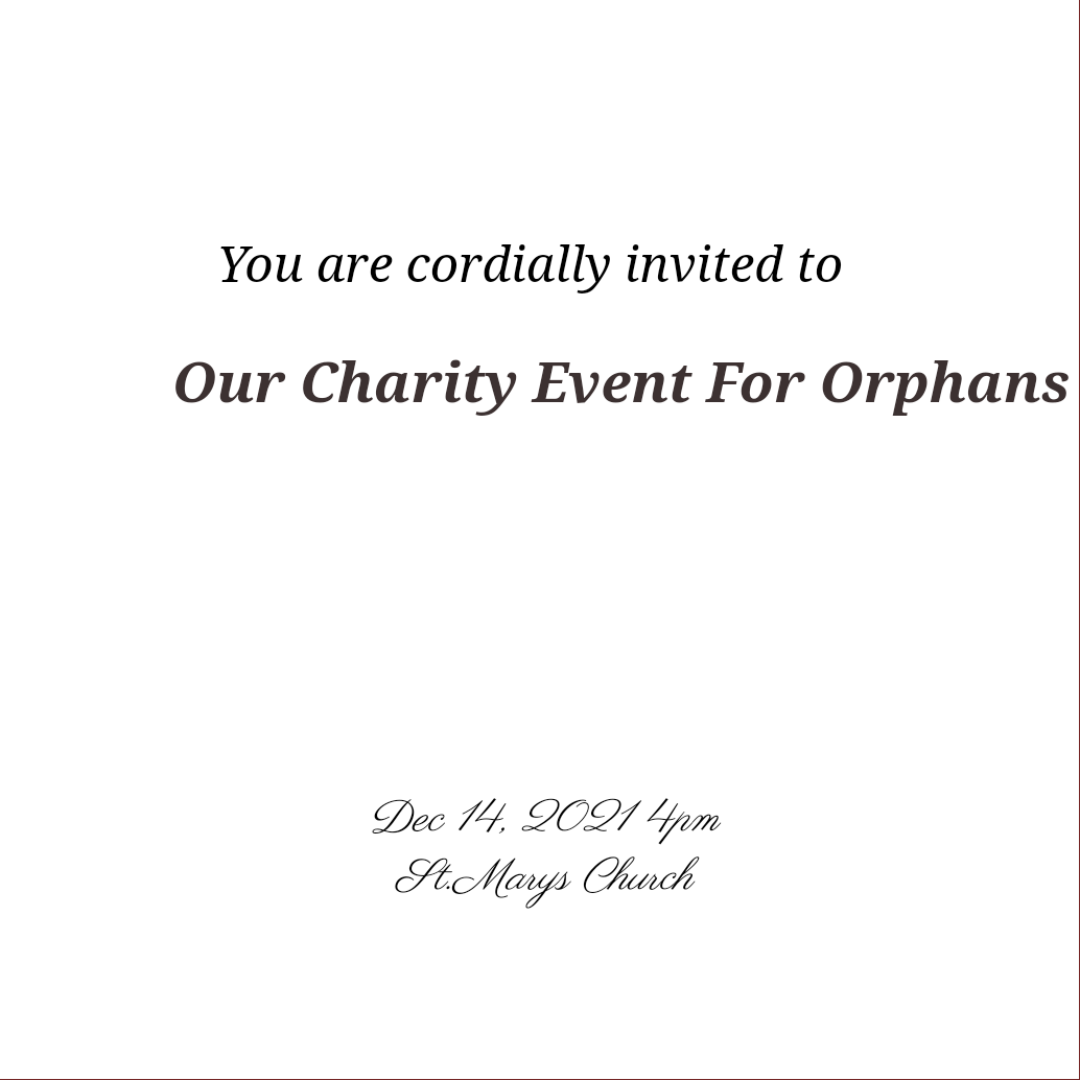 You are cordially invited to
Our Charity Event For Orphans
Dec 14, 2021 4pm
St.Marys Church